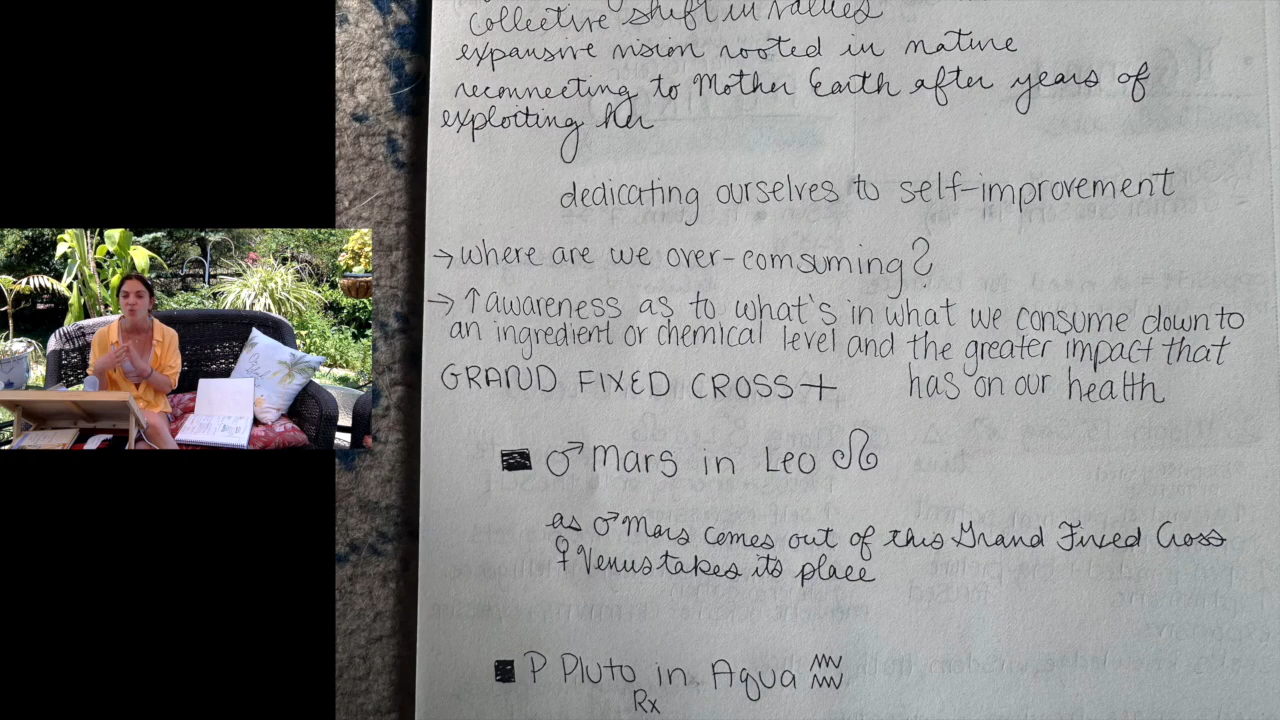 collective shift in values
expansive vision rooted in nature
reconnecting to Mother Earth after years of
exploiting her
dedicating ourselves to self-improvement
→ where are we over-comsuming?
→ ↑ awareness as to what's in what we consume down to
an ingredient or chemical level and the greater impact that
has on our health
GRAND FIXED CROSS +
■ ♂ Mars in Leo ♌
as ♂ Mars comes out of this Grand Fixed Cross
♀ Venus takes its place
■ P Pluto in Aqua ♒
Rx